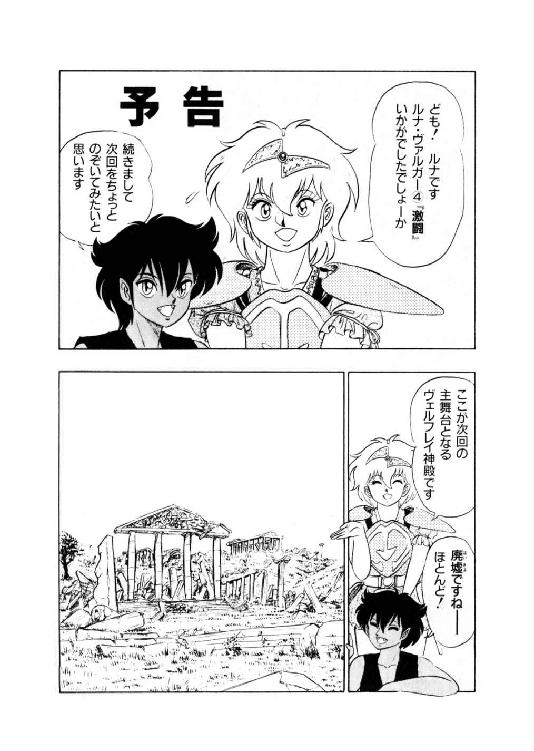 予告
ども！ルナです
ルナ・ヴァルガー④『激闘』
いかがでしたでしょーか
続きまして
次回をちょっと
のぞいてみたいと
思います
ここが次回の
主舞台となる
ヴェルフレイ神殿です
廃墟ですね——
ほとんど！